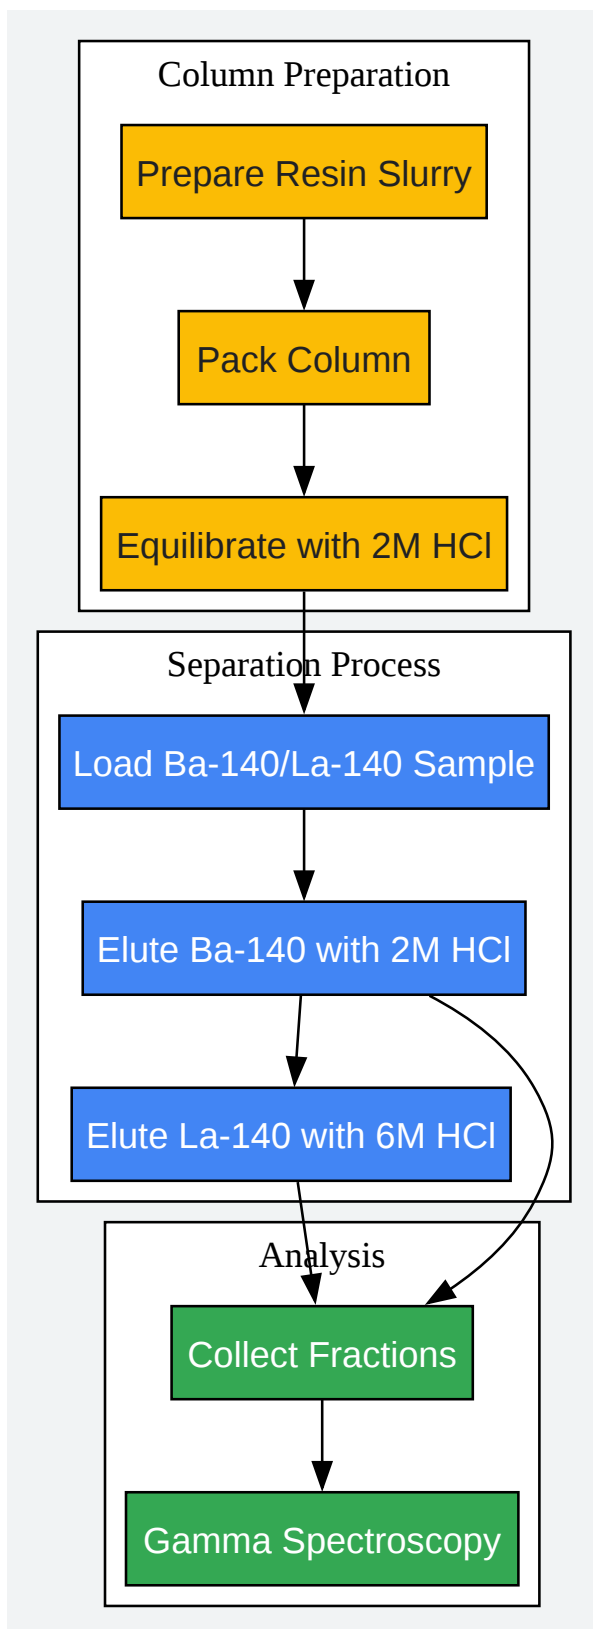 Column Preparation
Prepare Resin Slurry
Pack Column
Equilibrate with 2M HCl
Separation Process
Load Ba-140/La-140 Sample
Elute Ba-140 with 2M HCl
Elute La-140 with 6M HCl
Analysis
Collect Fractions
Gamma Spectroscopy